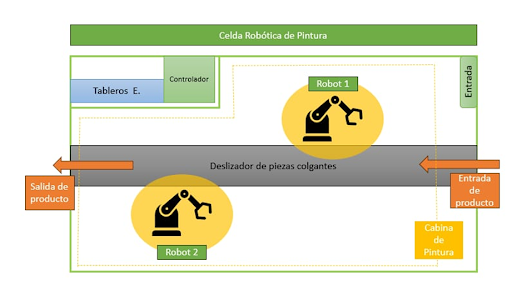 Celda Robótica de Pintura
Controlador
Tableros E.
Entrada
Robot 1
Deslizador de piezas colgantes
Salida de
producto
Entrada
de
producto
Robot 2
Cabina
de
Pintura